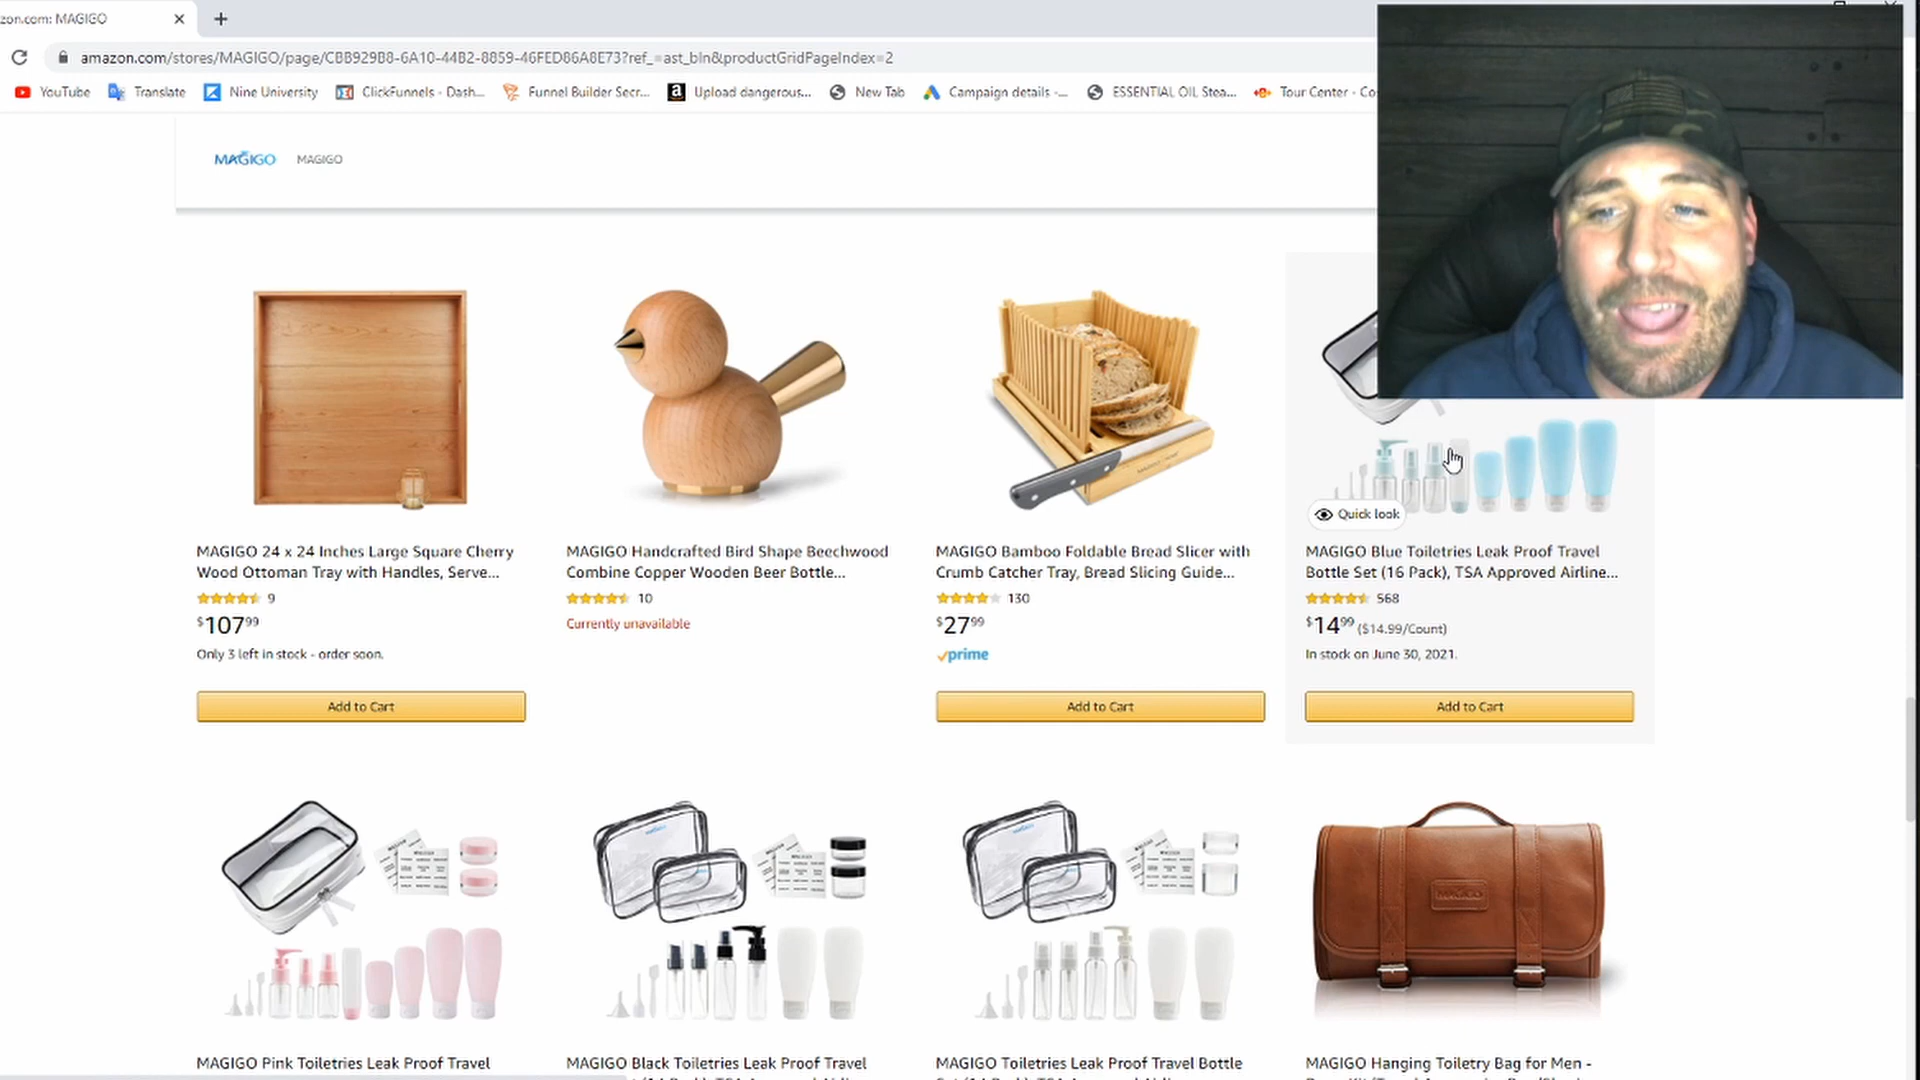 zon.com: MAGIGO
amazon.com/stores/MAGIGO/page/CBB929B8-6A10-44B2-8859-46FED86A8E73?ref_=ast_bln&productGridPageIndex=2
YouTube Translate Nine University ClickFunnels - Dash... Funnel Builder Secr... Upload dangerous... New Tab Campaign details -... ESSENTIAL OIL Stea... Tour Center - Co
MAGIGO MAGIGO
Quick look
MAGIGO 24 x 24 Inches Large Square Cherry
Wood Ottoman Tray with Handles, Serve...
9
$107.99
Only 3 left in stock - order soon.
Add to Cart
MAGIGO Handcrafted Bird Shape Beechwood
Combine Copper Wooden Beer Bottle...
10
Currently unavailable
MAGIGO Bamboo Foldable Bread Slicer with
Crumb Catcher Tray, Bread Slicing Guide...
130
$27.99
prime
Add to Cart
MAGIGO Blue Toiletries Leak Proof Travel
Bottle Set (16 Pack), TSA Approved Airline...
568
$14.99 ($14.99/Count)
In stock on June 30, 2021.
Add to Cart
MAGIGO
MAGIGO Pink Toiletries Leak Proof Travel
MAGIGO Black Toiletries Leak Proof Travel
MAGIGO Toiletries Leak Proof Travel Bottle
MAGIGO Hanging Toiletry Bag for Men -